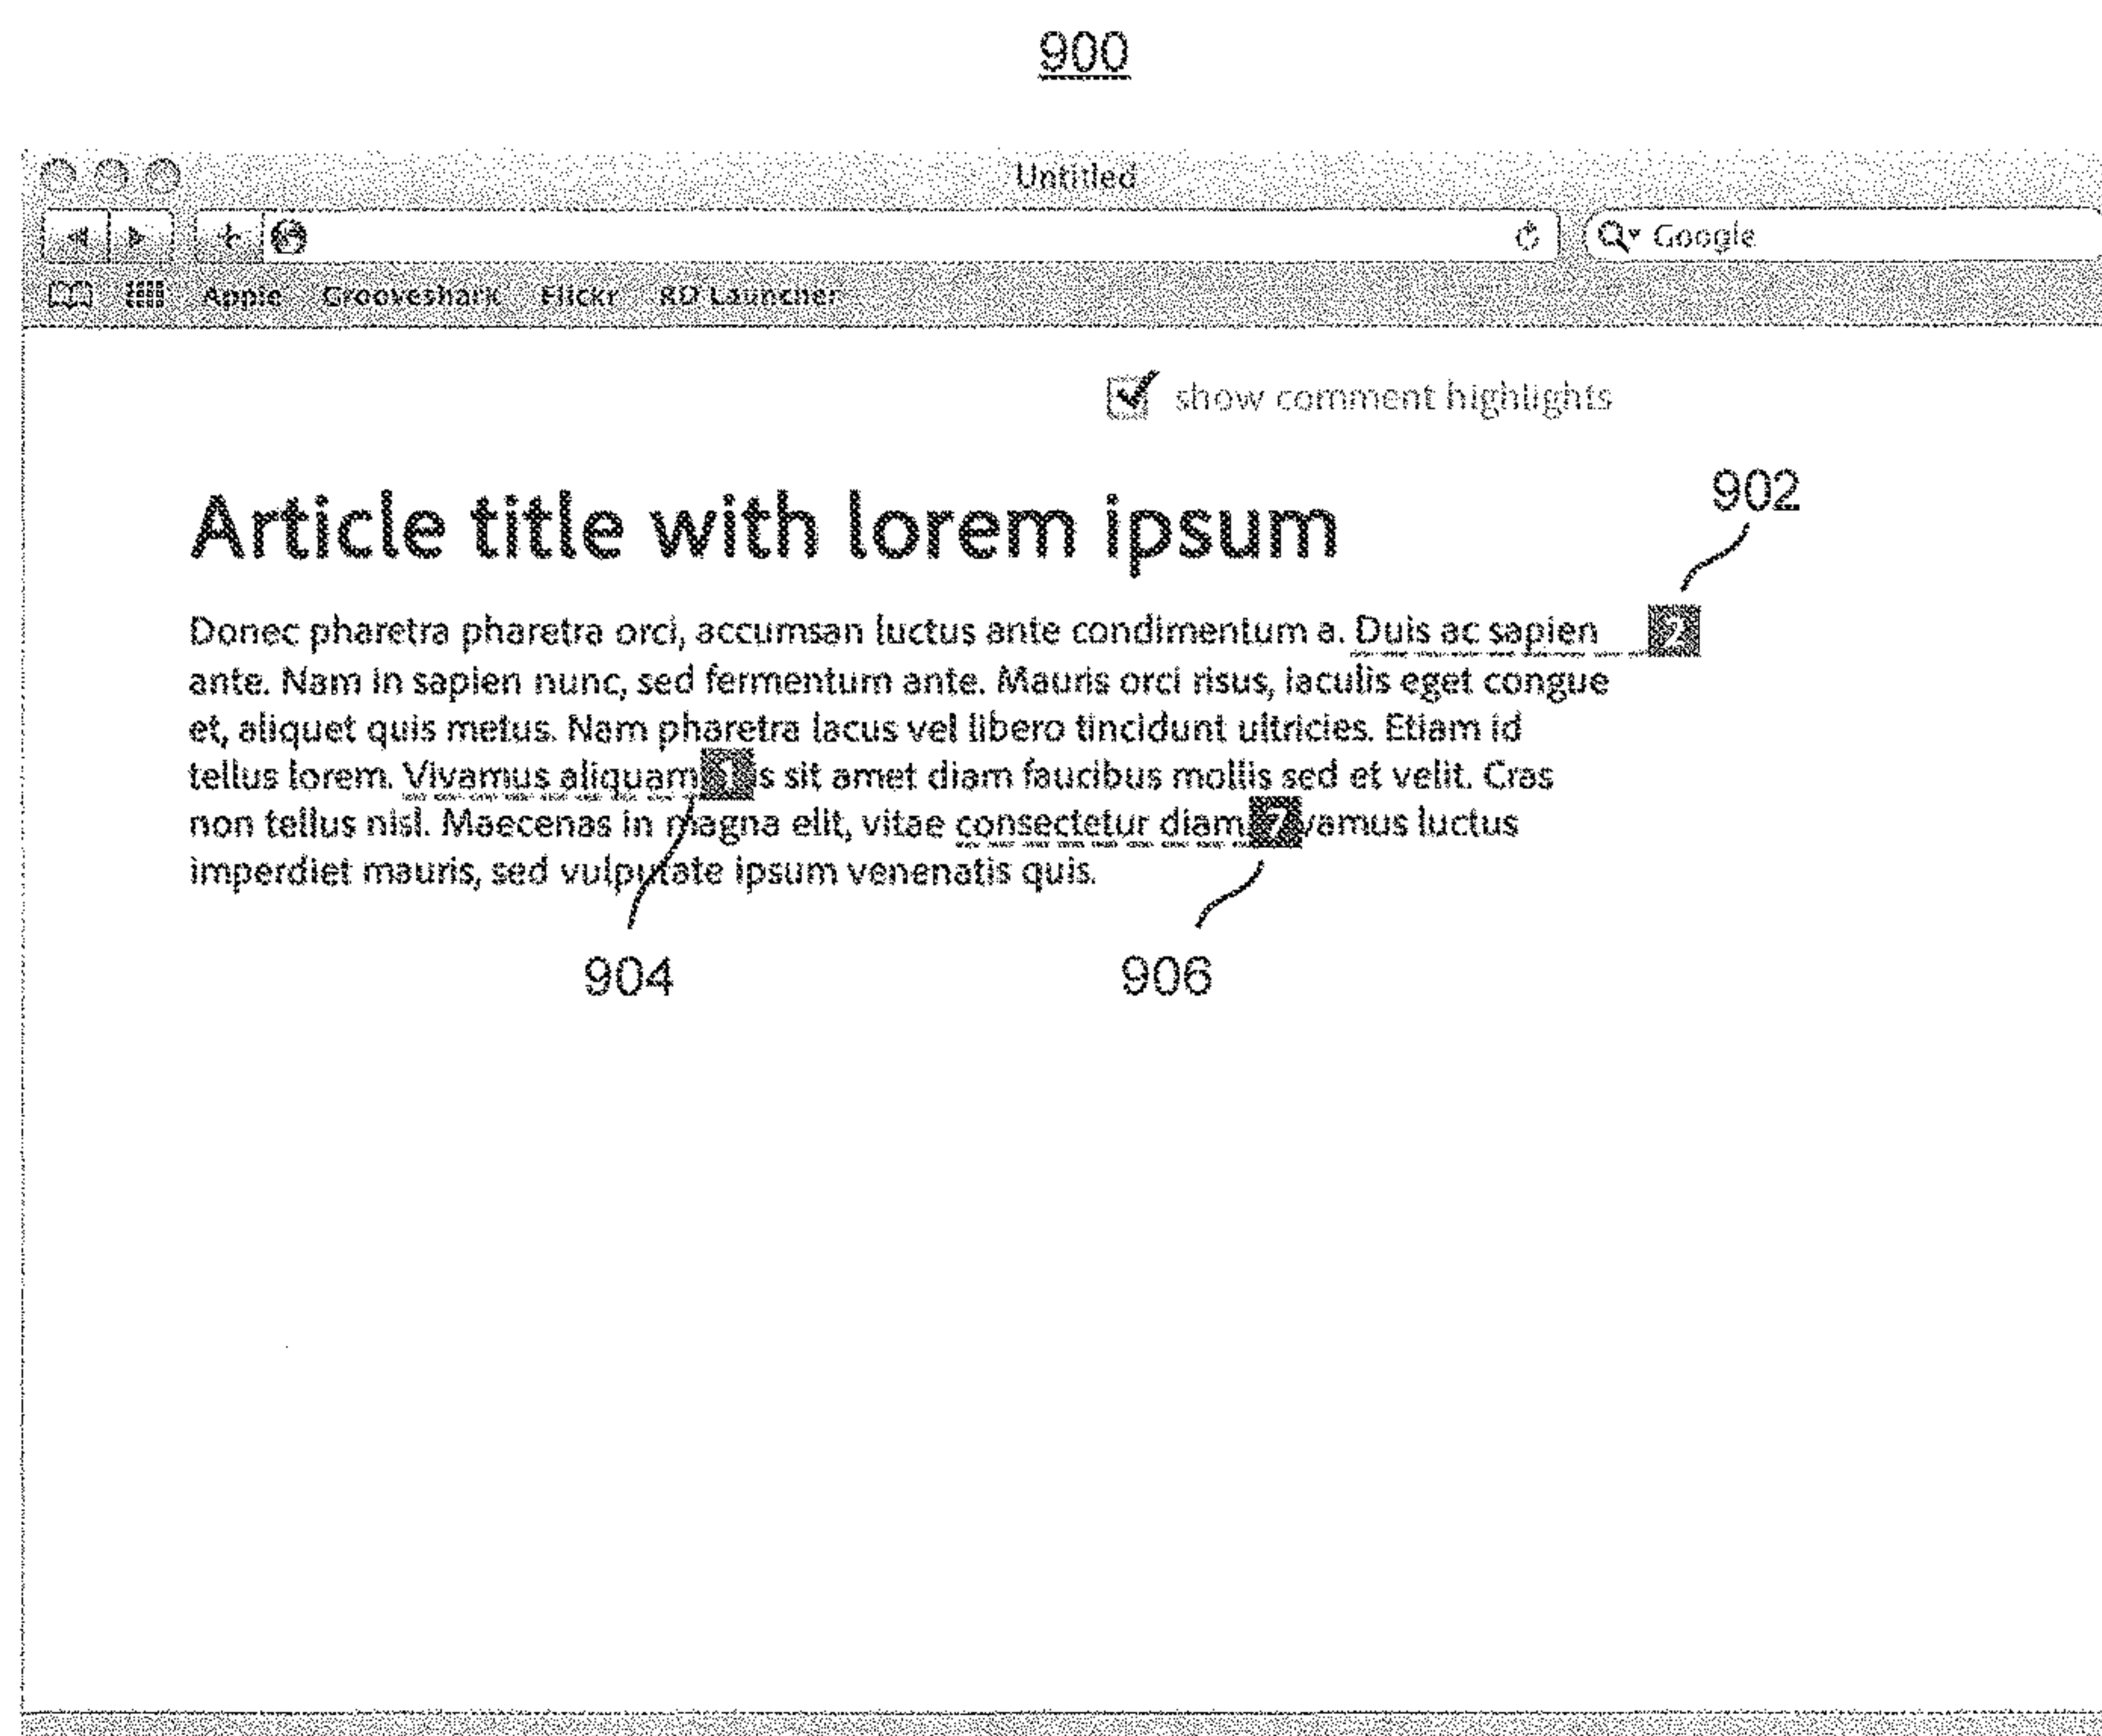 900
Untitled
Google
Apple Grooveshark Flickr RD Launcher
show comment highlights
Article title with lorem ipsum
902
Donec pharetra pharetra orci, accumsan luctus ante condimentum a. Duis ac sapien 2
ante. Nam in sapien nunc, sed fermentum ante. Mauris orci risus, iaculis eget congue
et, aliquet quis metus. Nam pharetra lacus vel libero tincidunt ultricies. Etiam id
tellus lorem. Vivamus aliquam 1 is sit amet diam faucibus mollis sed et velit. Cras
non tellus nisl. Maecenas in magna elit, vitae consectetur diam 7 vamus luctus
imperdiet mauris, sed vulputate ipsum venenatis quis.
904 906